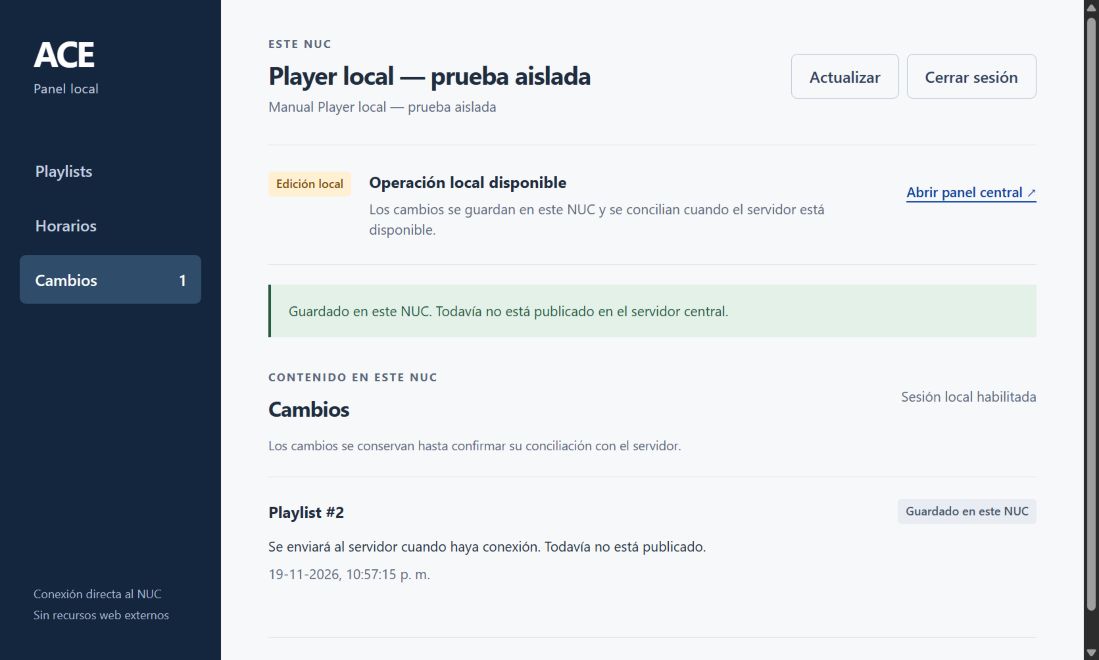 ACE
Panel local
Playlists
Horarios
Cambios 1
Conexión directa al NUC
Sin recursos web externos
ESTE NUC
Player local — prueba aislada
Manual Player local — prueba aislada
Actualizar
Cerrar sesión
Edición local
Operación local disponible
Los cambios se guardan en este NUC y se concilian cuando el servidor está
disponible.
Abrir panel central ↗
Guardado en este NUC. Todavía no está publicado en el servidor central.
CONTENIDO EN ESTE NUC
Cambios
Sesión local habilitada
Los cambios se conservan hasta confirmar su conciliación con el servidor.
Playlist #2
Guardado en este NUC
Se enviará al servidor cuando haya conexión. Todavía no está publicado.
19-11-2026, 10:57:15 p. m.